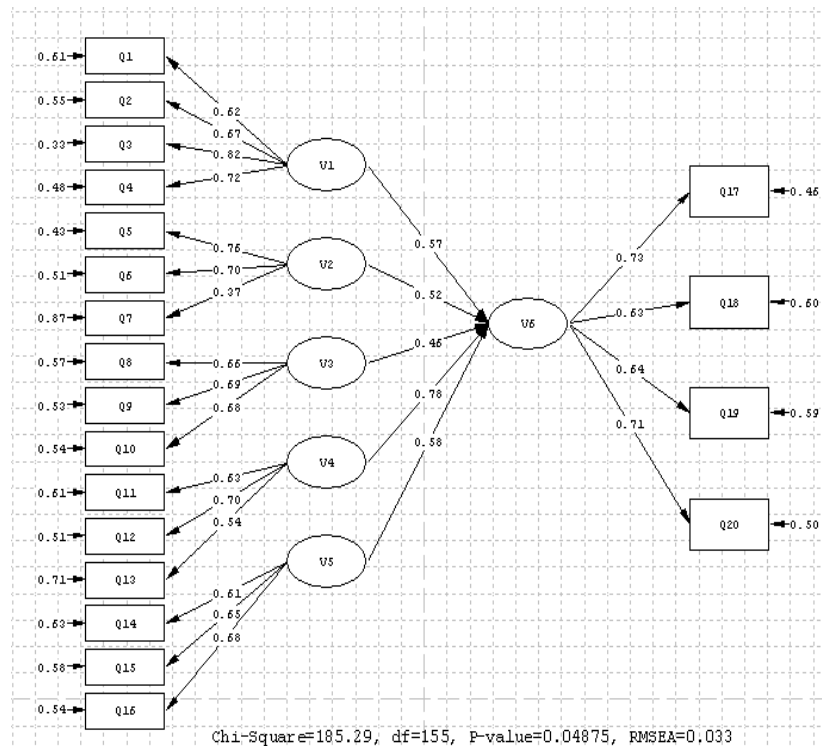 0.61
Q1
0.55
Q2
0.33
Q3
0.48
Q4
0.43
Q5
0.51
Q6
0.87
Q7
0.57
Q8
0.53
Q9
0.54
Q10
0.61
Q11
0.51
Q12
0.71
Q13
0.63
Q14
0.58
Q15
0.54
Q16
0.62
0.67
0.82
0.72
0.76
0.70
0.37
0.66
0.69
0.68
0.63
0.70
0.54
0.61
0.65
0.68
V1
V2
V3
V4
V5
0.57
0.52
0.46
0.78
0.58
V6
0.73
0.63
0.64
0.71
Q17
0.46
Q18
0.60
Q19
0.59
Q20
0.50
Chi-Square=185.29, df=155, P-value=0.04875, RMSEA=0.033